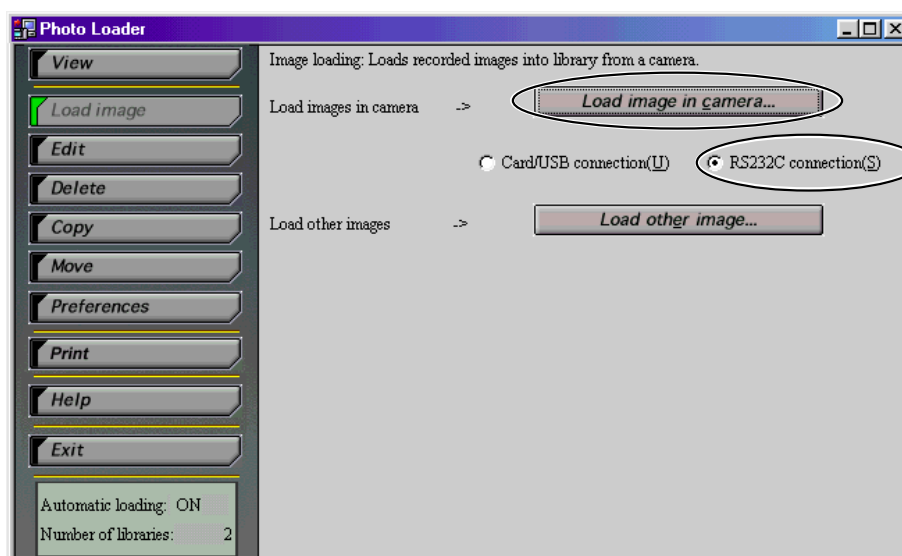 Photo Loader
View
Load image
Edit
Delete
Copy
Move
Preferences
Print
Help
Exit
Automatic loading: ON
Number of libraries: 2
Image loading: Loads recorded images into library from a camera.
Load images in camera -> Load image in camera...
Card/USB connection(U) RS232C connection(S)
Load other images -> Load other image...